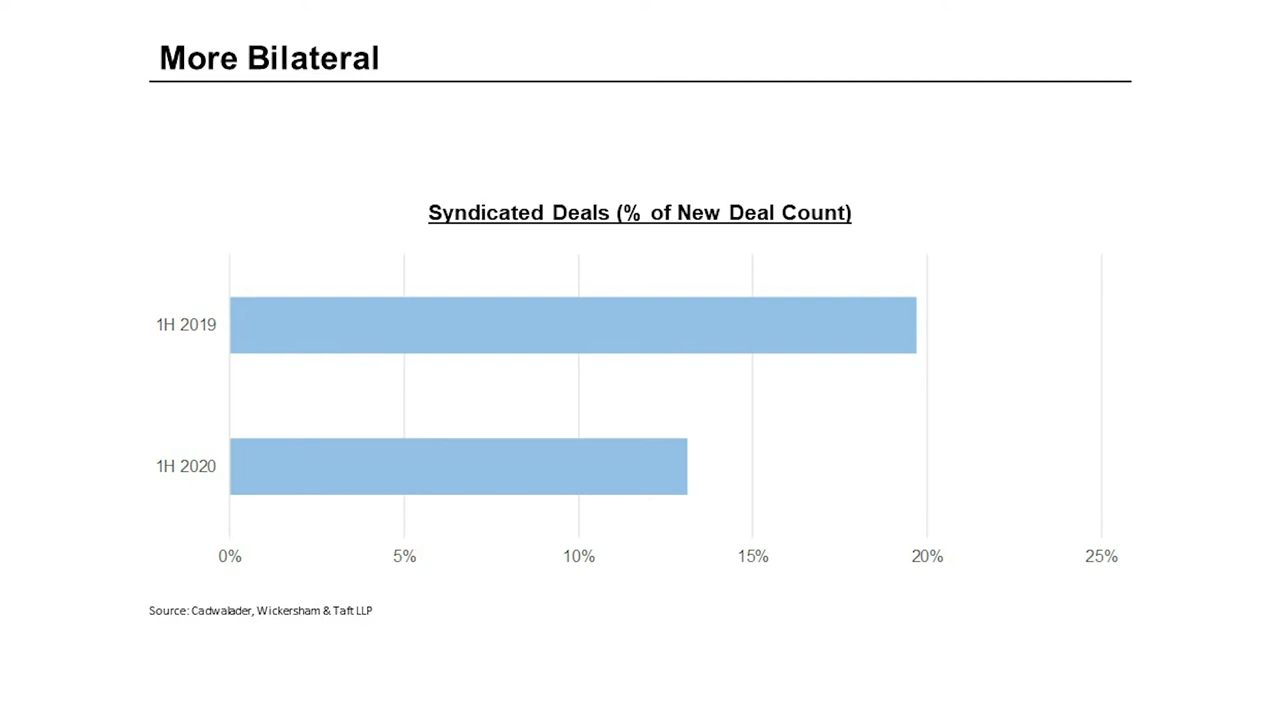 More Bilateral
Syndicated Deals (% of New Deal Count)
1H 2019
1H 2020
0% 5% 10% 15% 20% 25%
Source: Cadwalader, Wickersham & Taft LLP